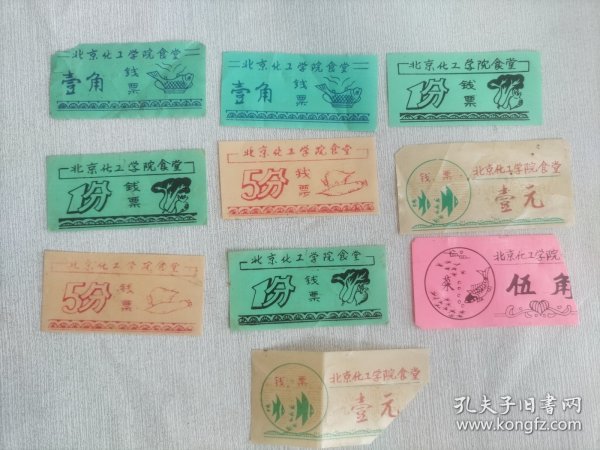 北京化工学院食堂
壹角
钱票
北京化工学院食堂
壹角
钱票
北京化工学院食堂
1分
钱票
北京化工学院食堂
1分
钱票
北京化工学院食堂
5分
钱票
钱票
北京化工学院食堂
壹元
北京化工学院食堂
5分
钱票
北京化工学院食堂
1分
钱票
菜
北京化工学院
伍角
钱票
北京化工学院食堂
壹元
孔夫子旧书网
www.kongfz.com